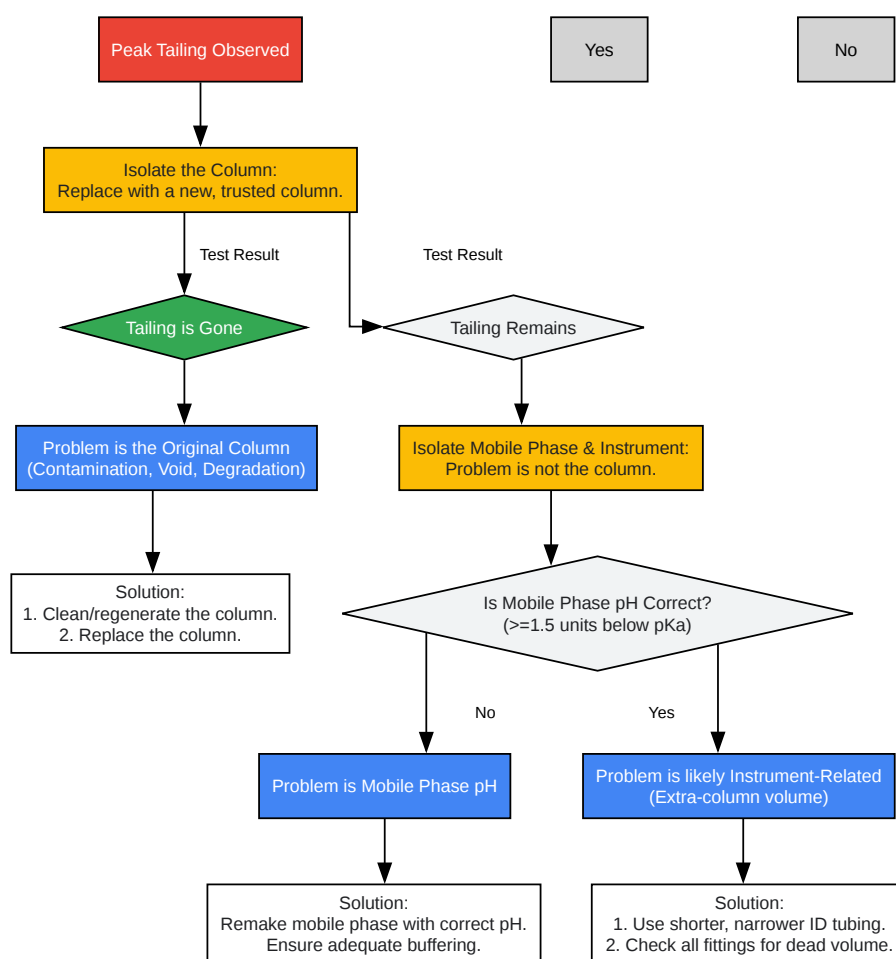 Peak Tailing Observed
Yes
No
Isolate the Column:
Replace with a new, trusted column.
Test Result
Test Result
Tailing is Gone
Tailing Remains
Problem is the Original Column
(Contamination, Void, Degradation)
Isolate Mobile Phase & Instrument:
Problem is not the column.
Solution:
1. Clean/regenerate the column.
2. Replace the column.
Is Mobile Phase pH Correct?
(>=1.5 units below pKa)
No
Yes
Problem is Mobile Phase pH
Problem is likely Instrument-Related
(Extra-column volume)
Solution:
Remake mobile phase with correct pH.
Ensure adequate buffering.
Solution:
1. Use shorter, narrower ID tubing.
2. Check all fittings for dead volume.